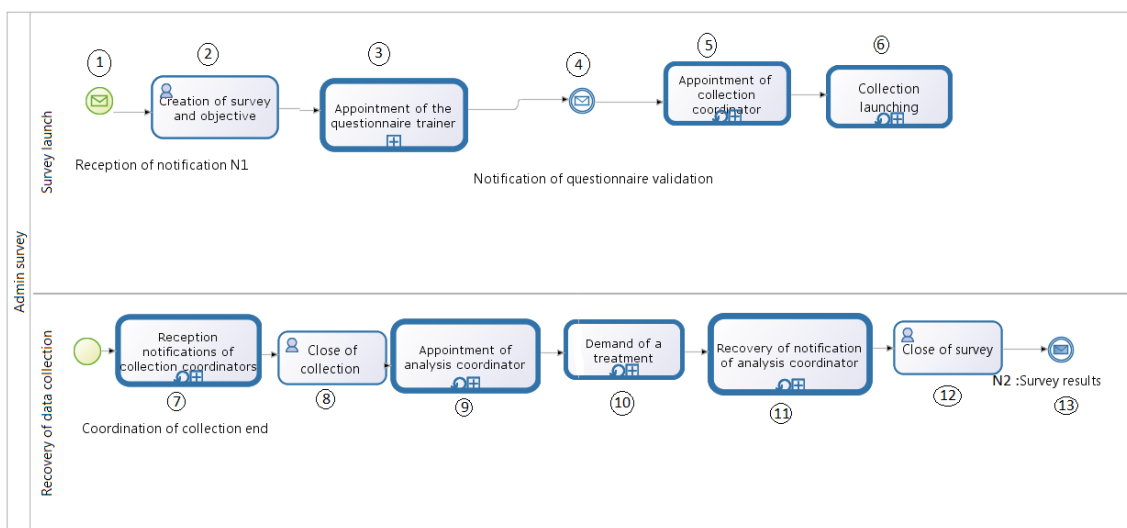 Admin survey
Survey launch
1
2
3
4
5
6
Creation of survey
and objective
Appointment of the
questionnaire trainer
Appointment of
collection
coordinator
Collection
launching
Reception of notification N1
Notification of questionnaire validation
Recovery of data collection
Reception
notifications of
collection coordinators
Close of
collection
Appointment of
analysis coordinator
Demand of a
treatment
Recovery of notification
of analysis coordinator
Close of survey
N2 :Survey results
7
8
9
10
11
12
13
Coordination of collection end